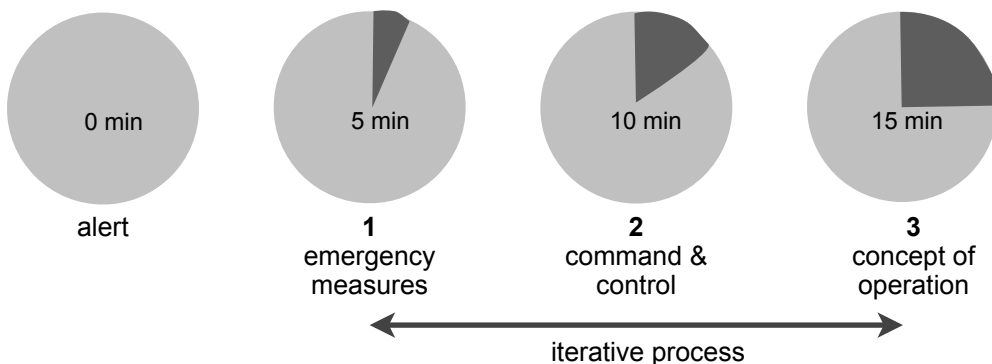 0 min
5 min
10 min
15 min
alert
1
emergency
measures
2
command &
control
3
concept of
operation
iterative process